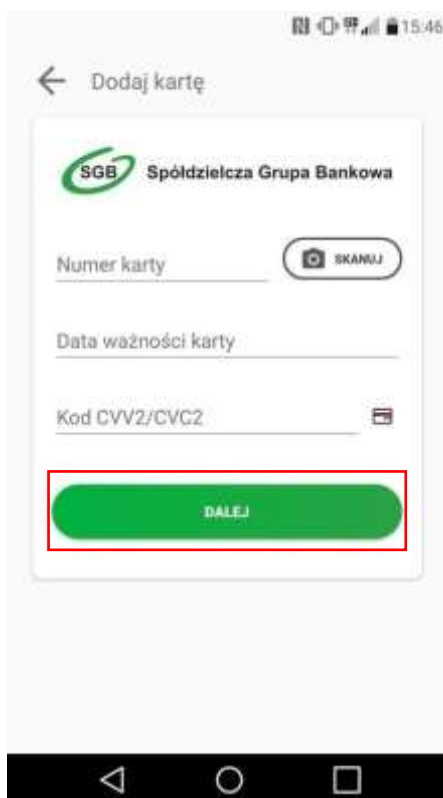 15:46
Dodaj kartę
SGB Spółdzielcza Grupa Bankowa
Numer karty
SKANUJ
Data ważności karty
Kod CVV2/CVC2
DALEJ